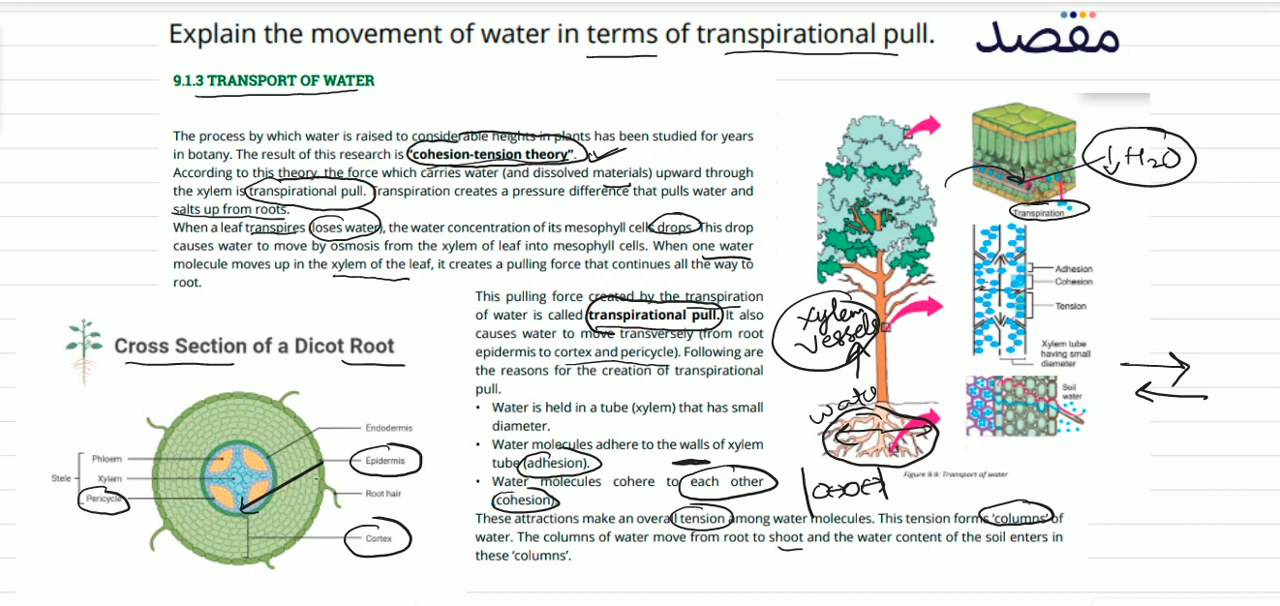 Explain the movement of water in terms of transpirational pull.
مقصد
9.1.3 TRANSPORT OF WATER
The process by which water is raised to considerable heights in plants has been studied for years
in botany. The result of this research is "cohesion-tension theory".
According to this theory, the force which carries water (and dissolved materials) upward through
the xylem is transpirational pull. Transpiration creates a pressure difference that pulls water and
salts up from roots.
When a leaf transpires (loses water), the water concentration of its mesophyll cells drops. This drop
causes water to move by osmosis from the xylem of leaf into mesophyll cells. When one water
molecule moves up in the xylem of the leaf, it creates a pulling force that continues all the way to
root.
This pulling force created by the transpiration
of water is called transpirational pull. It also
causes water to move transversely (from root
epidermis to cortex and pericycle). Following are
the reasons for the creation of transpirational
pull.
• Water is held in a tube (xylem) that has small
diameter.
• Water molecules adhere to the walls of xylem
tube (adhesion).
• Water molecules cohere to each other
(cohesion).
These attractions make an overall tension among water molecules. This tension forms 'columns' of
water. The columns of water move from root to shoot and the water content of the soil enters in
these 'columns'.
Cross Section of a Dicot Root
Endodermis
Phloem
Epidermis
Stele
Xylem
Root hair
Pericycle
Cortex
↓H2O
Transpiration
Adhesion
Cohesion
Tension
Xylem tube
having small
diameter
Soil
water
Xylem
vessels
water
Figure 9.9: Transport of water